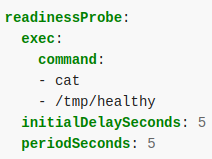 readinessProbe:
  exec:
    command:
    - cat
    - /tmp/healthy
  initialDelaySeconds: 5
  periodSeconds: 5